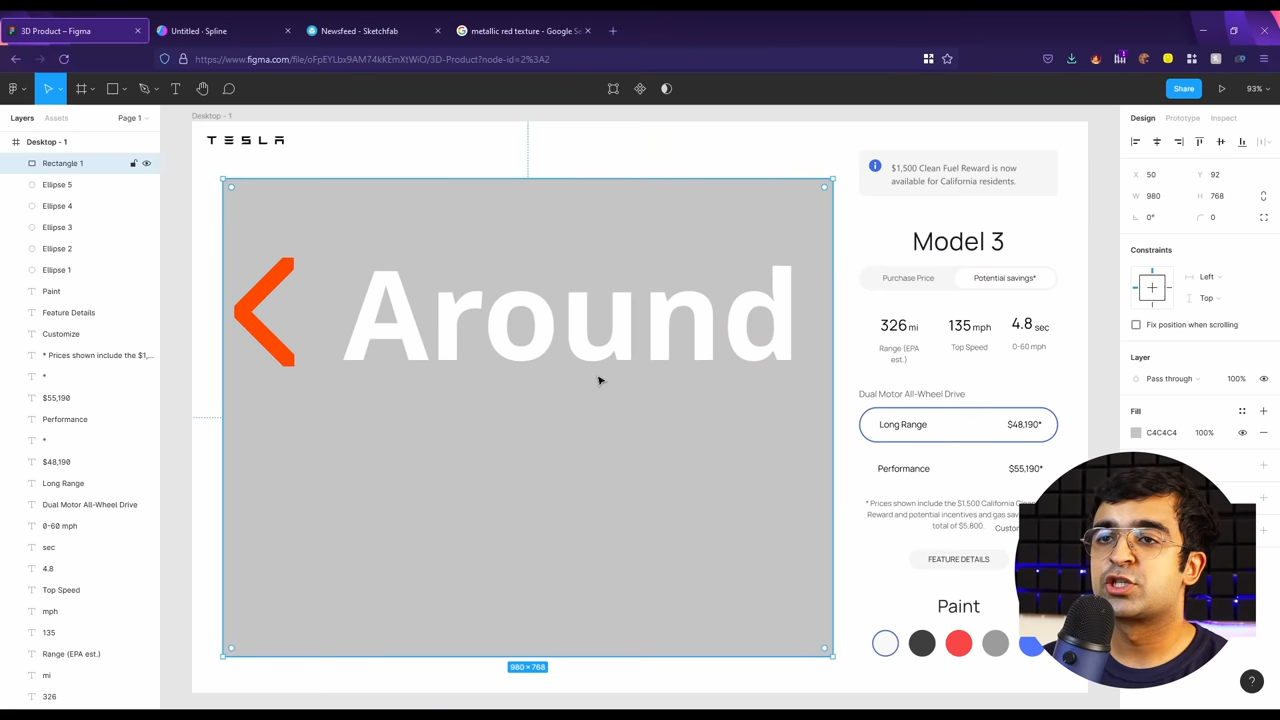 3D Product – Figma
Untitled · Spline
Newsfeed - Sketchfab
metallic red texture - Google Se
https://www.figma.com/file/oFpEYLbx9AM74kKEmXtWiO/3D-Product?node-id=2%3A2
Share
93%
Layers
Assets
Page 1
Desktop - 1
Rectangle 1
Ellipse 5
Ellipse 4
Ellipse 3
Ellipse 2
Ellipse 1
Paint
Feature Details
Customize
* Prices shown include the $1,...
*
$55,190
Performance
*
$48,190
Long Range
Dual Motor All-Wheel Drive
0-60 mph
sec
4.8
Top Speed
mph
135
Range (EPA est.)
mi
326
Desktop - 1
TESLA
Around
980 × 768
$1,500 Clean Fuel Reward is now
available for California residents.
Model 3
Purchase Price
Potential savings*
326 mi
135 mph
4.8 sec
Range (EPA
est.)
Top Speed
0-60 mph
Dual Motor All-Wheel Drive
Long Range
$48,190*
Performance
$55,190*
* Prices shown include the $1,500 California Clean
Reward and potential incentives and gas sav
total of $5,800.
Custom
FEATURE DETAILS
Paint
Design
Prototype
Inspect
X 50
Y 92
W 980
H 768
0°
0
Constraints
Left
Top
Fix position when scrolling
Layer
Pass through
100%
Fill
C4C4C4
100%
?